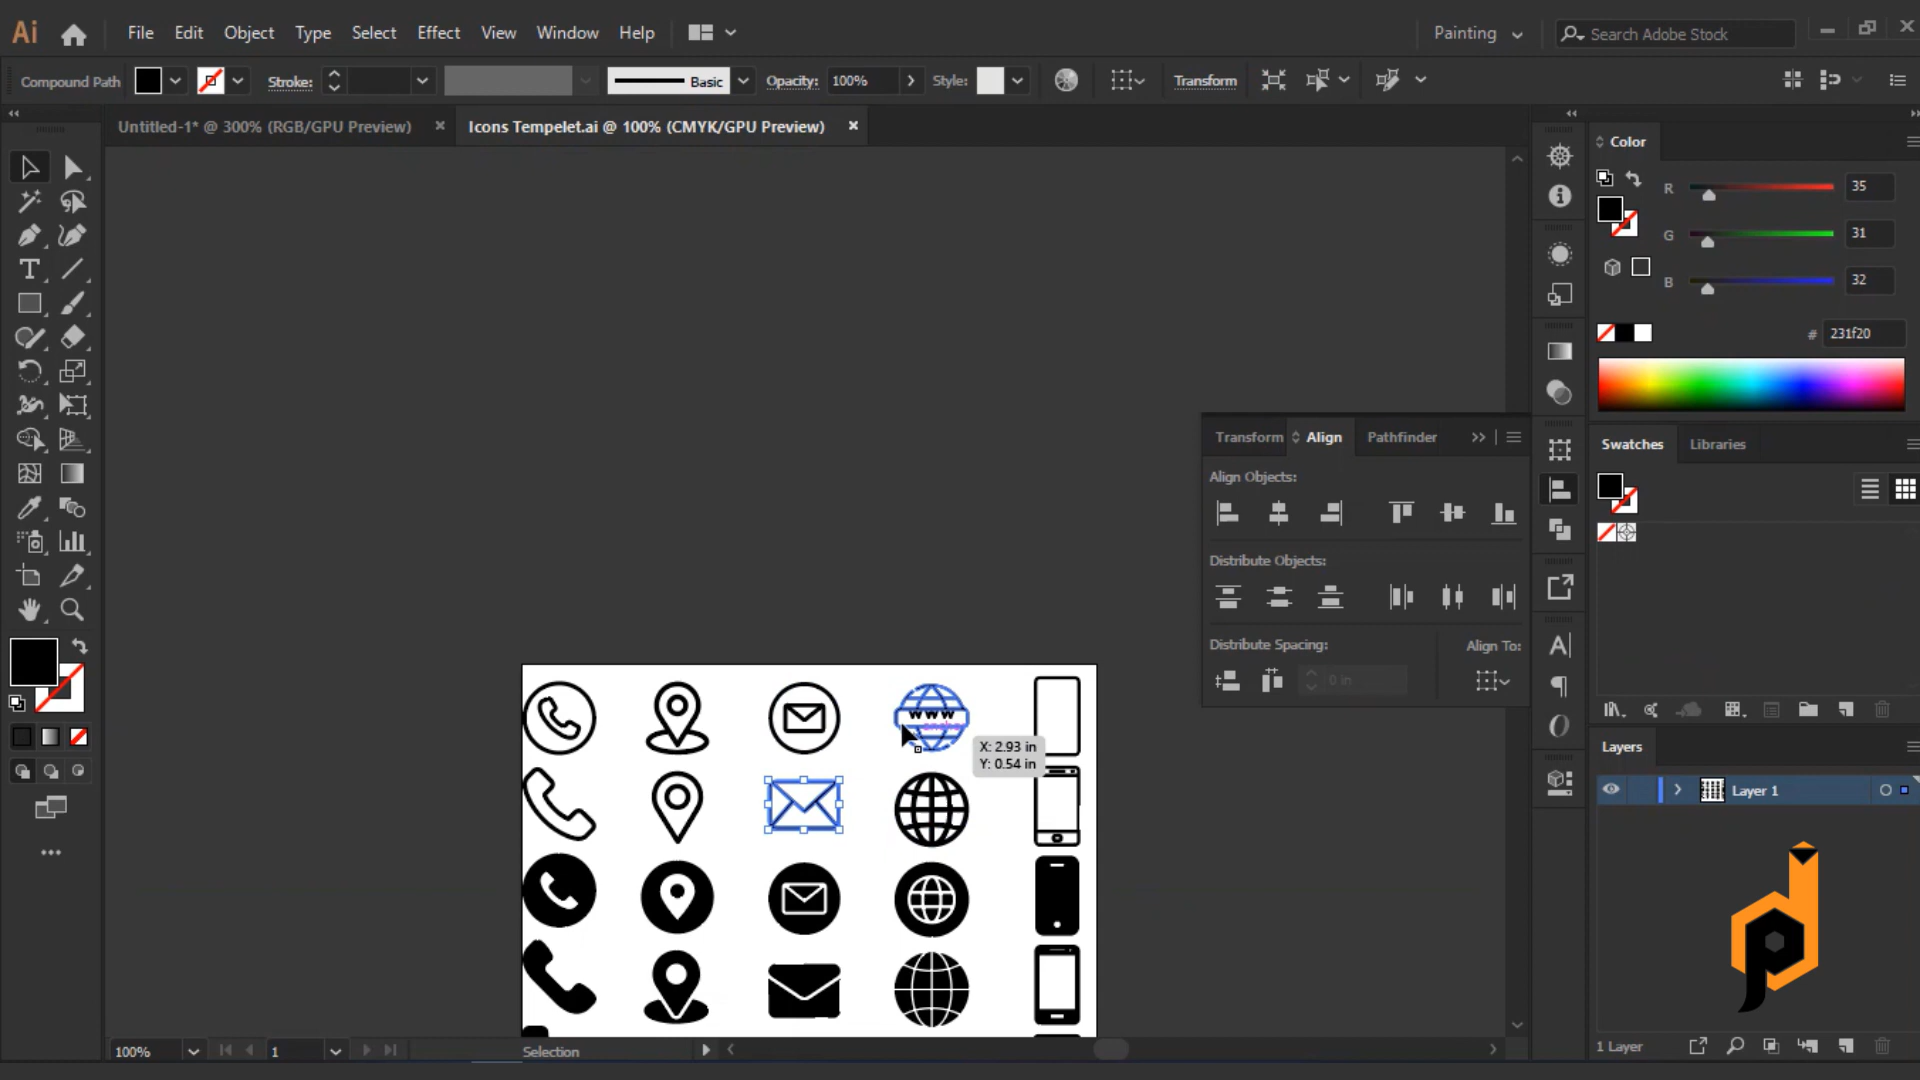 Ai File Edit Object Type Select Effect View Window Help Painting Search Adobe Stock
Compound Path Stroke: Basic Opacity: 100% Style: Transform
Untitled-1* @ 300% (RGB/GPU Preview) Icons Tempelet.ai @ 100% (CMYK/GPU Preview)
Color
R 35
G 31
B 32
# 231f20
Transform Align Pathfinder
Swatches Libraries
Align Objects:
Distribute Objects:
Distribute Spacing: Align To:
0 in
www
X: 2.93 in
Y: 0.54 in
Layers
Layer 1
1 Layer
100% 1 Selection